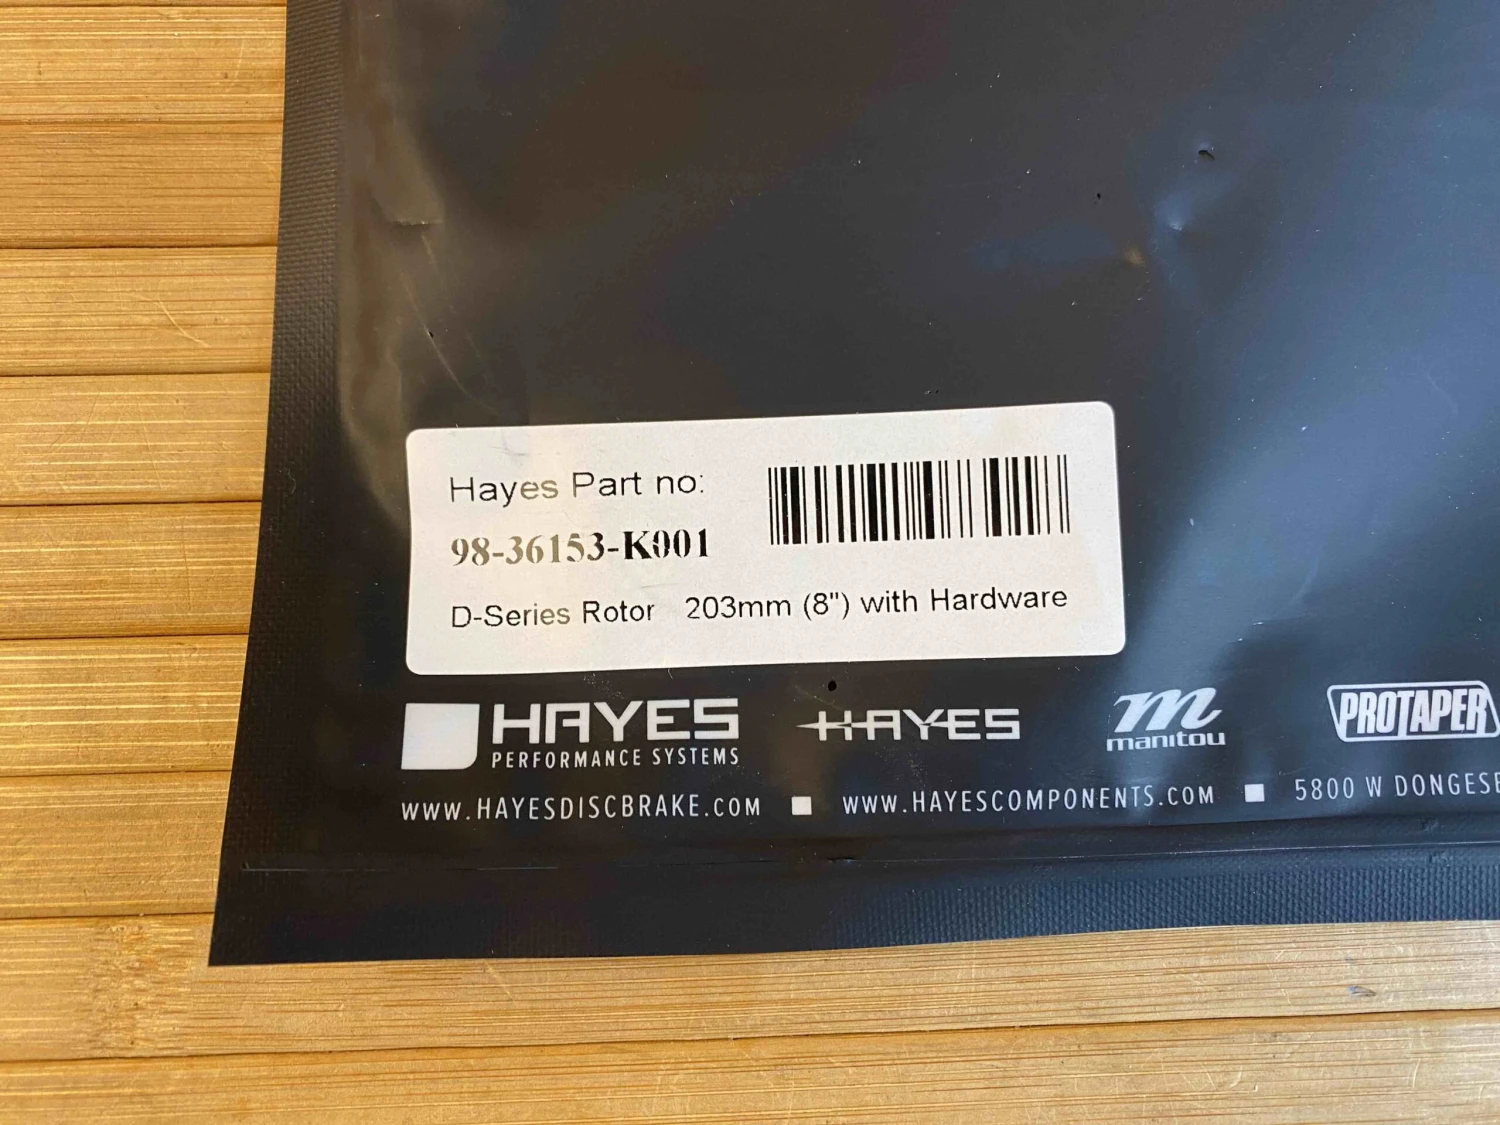 Hayes Part no:
98-36153-K001
D-Series Rotor 203mm (8") with Hardware
HAYES
PERFORMANCE SYSTEMS
HAYES
manitou
PROTAPER
WWW.HAYESDISCBRAKE.COM ■ WWW.HAYESCOMPONENTS.COM ■ 5800 W DONGES